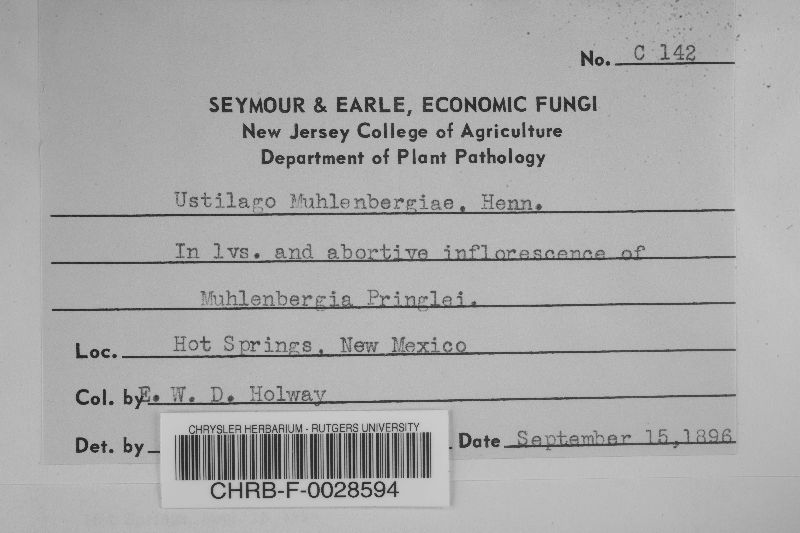 No. C 142
SEYMOUR & EARLE, ECONOMIC FUNGI
New Jersey College of Agriculture
Department of Plant Pathology
Ustilago Muhlenbergiae, Henn.
In lvs. and abortive inflorescence of
Muhlenbergia Pringlei.
Loc. Hot Springs, New Mexico
Col. by E. W. D. Holway
Det. by Date September 15,1896
CHRYSLER HERBARIUM - RUTGERS UNIVERSITY
CHRB-F-0028594